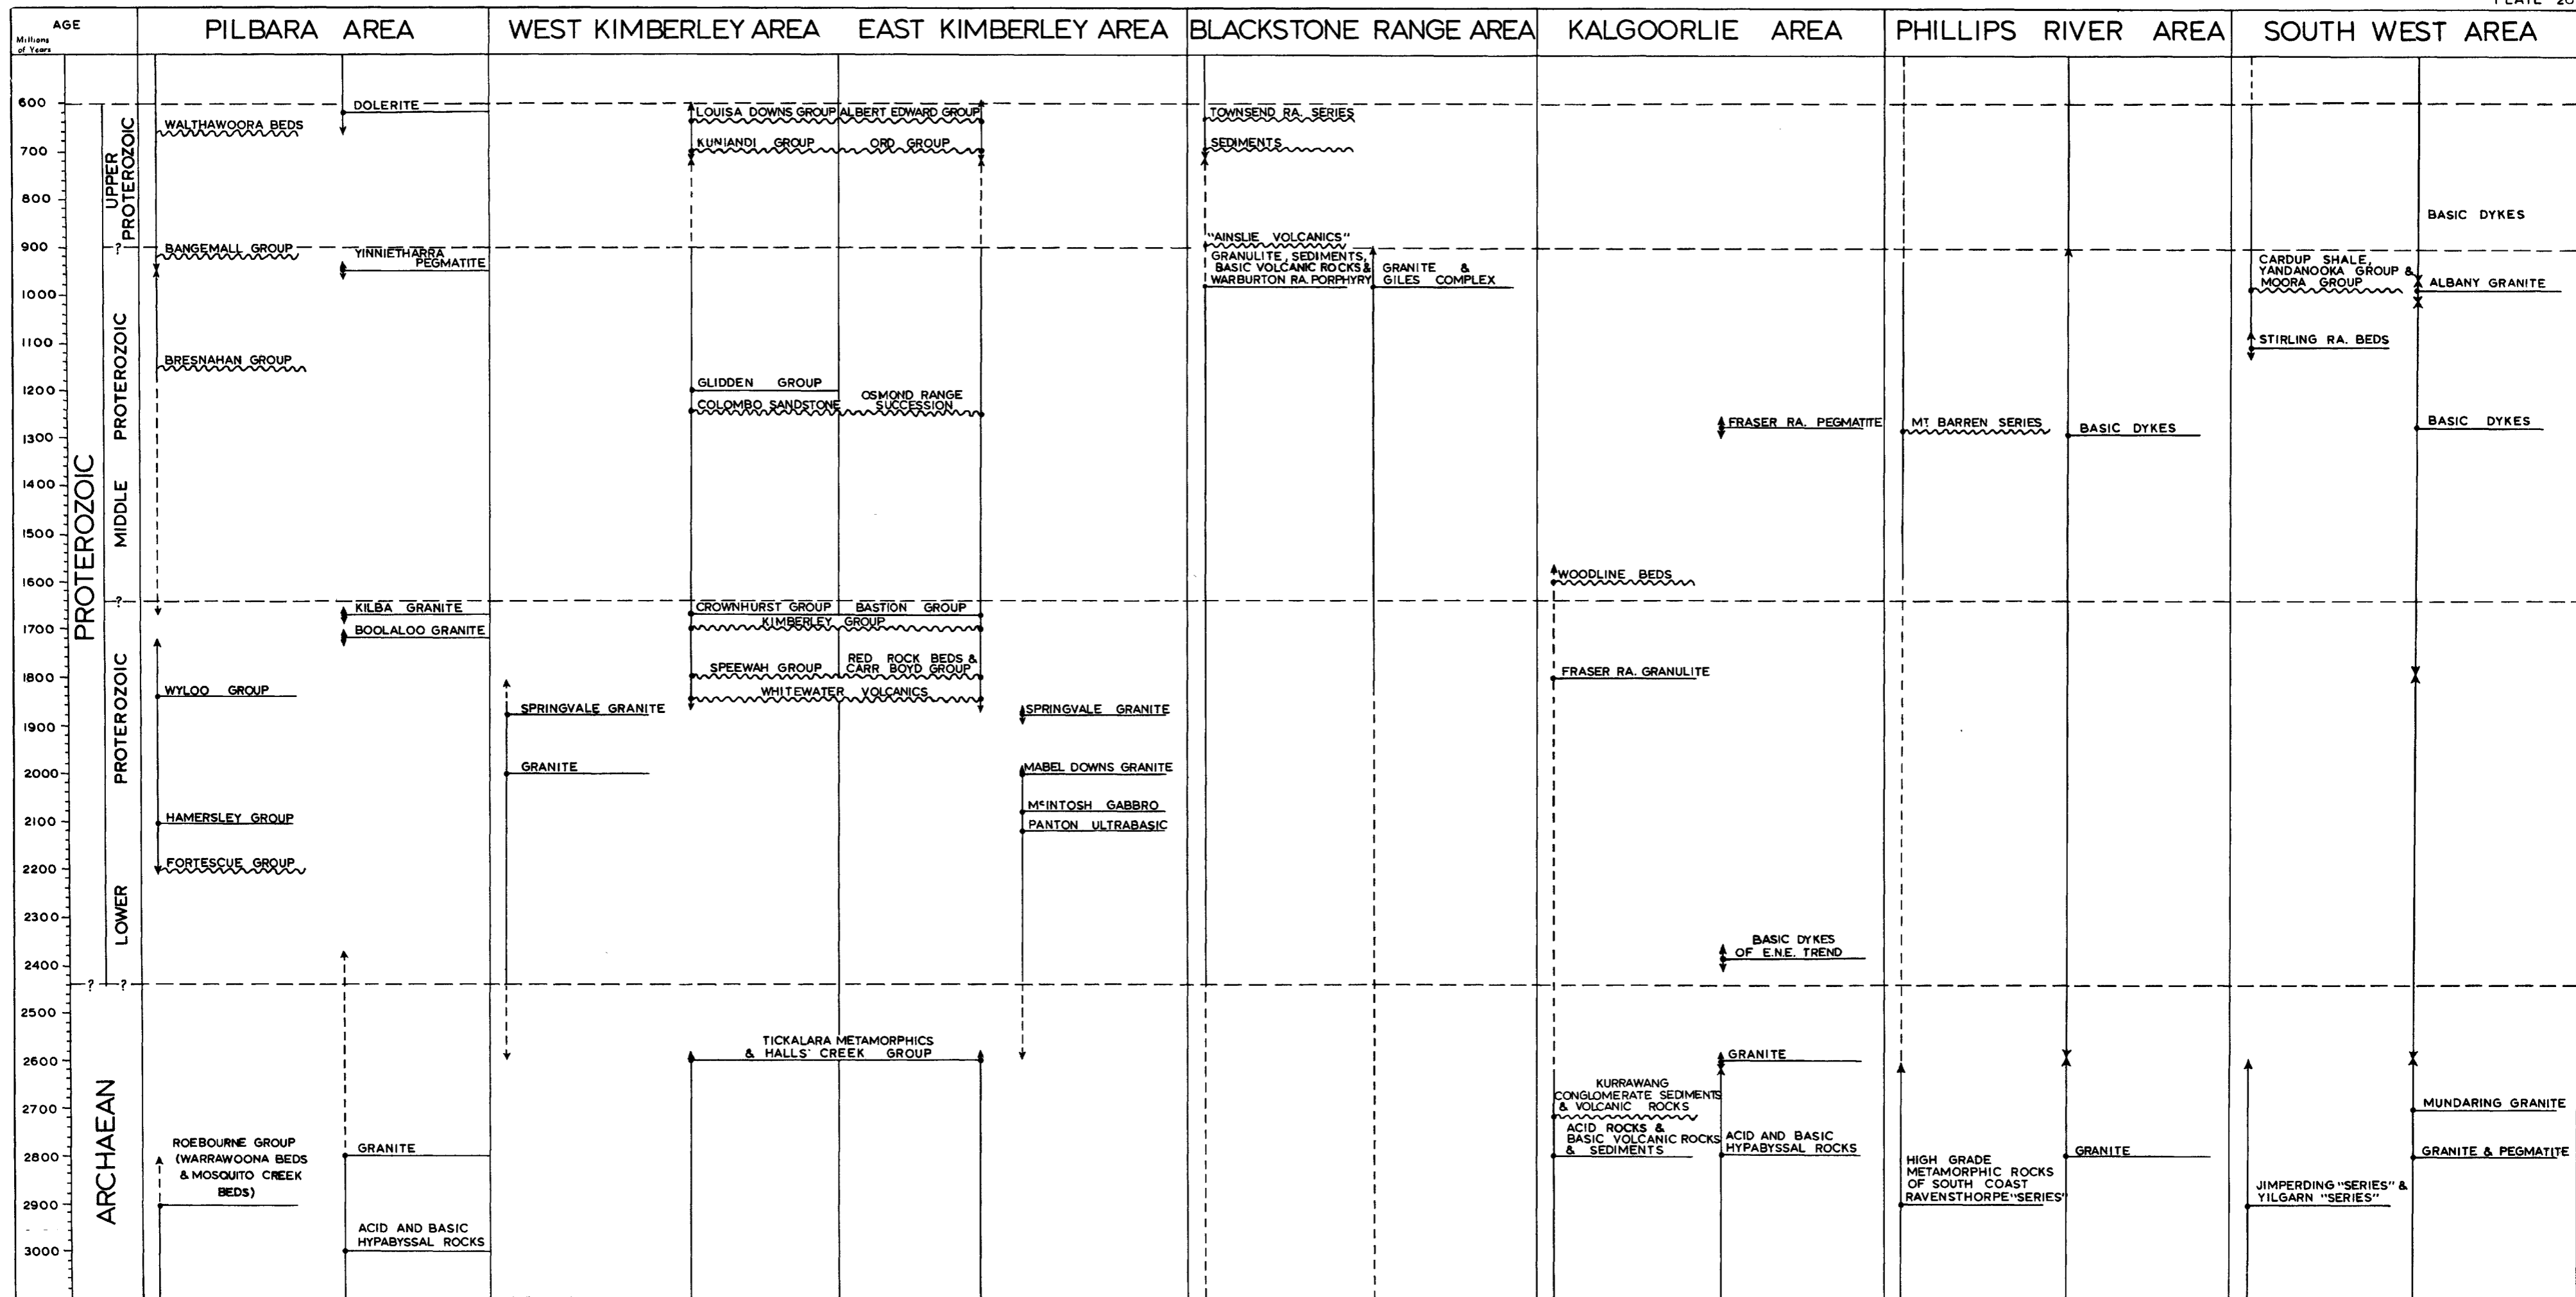 PLATE 20
AGE
Millions
of Years
PILBARA AREA
WEST KIMBERLEY AREA
EAST KIMBERLEY AREA
BLACKSTONE RANGE AREA
KALGOORLIE AREA
PHILLIPS RIVER AREA
SOUTH WEST AREA
600
700
800
900
1000
1100
1200
1300
1400
1500
1600
1700
1800
1900
2000
2100
2200
2300
2400
2500
2600
2700
2800
2900
3000
PROTEROZOIC
ARCHAEAN
UPPER
PROTEROZOIC
?
MIDDLE PROTEROZOIC
?
LOWER PROTEROZOIC
? ?
WALTHAWOORA BEDS
BANGEMALL GROUP
BRESNAHAN GROUP
WYLOO GROUP
HAMERSLEY GROUP
FORTESCUE GROUP
ROEBOURNE GROUP
(WARRAWOONA BEDS
& MOSQUITO CREEK
BEDS)
DOLERITE
YINNIETHARRA
PEGMATITE
KILBA GRANITE
BOOLALOO GRANITE
GRANITE
ACID AND BASIC
HYPABYSSAL ROCKS
SPRINGVALE GRANITE
GRANITE
LOUISA DOWNS GROUP
ALBERT EDWARD GROUP
KUNIANDI GROUP
ORD GROUP
GLIDDEN GROUP
COLOMBO SANDSTONE
OSMOND RANGE
SUCCESSION
CROWNHURST GROUP
BASTION GROUP
KIMBERLEY GROUP
SPEEWAH GROUP
RED ROCK BEDS &
CARR BOYD GROUP
WHITEWATER VOLCANICS
TICKALARA METAMORPHICS
& HALLS' CREEK GROUP
SPRINGVALE GRANITE
MABEL DOWNS GRANITE
McINTOSH GABBRO
PANTON ULTRABASIC
TOWNSEND RA. SERIES
SEDIMENTS
"AINSLIE VOLCANICS"
GRANULITE, SEDIMENTS,
BASIC VOLCANIC ROCKS &
WARBURTON RA. PORPHYRY
GRANITE &
GILES COMPLEX
WOODLINE BEDS
FRASER RA. GRANULITE
KURRAWANG
CONGLOMERATE SEDIMENTS
& VOLCANIC ROCKS
ACID ROCKS &
BASIC VOLCANIC ROCKS
& SEDIMENTS
FRASER RA. PEGMATITE
BASIC DYKES
OF E.N.E. TREND
GRANITE
ACID AND BASIC
HYPABYSSAL ROCKS
MT BARREN SERIES
HIGH GRADE
METAMORPHIC ROCKS
OF SOUTH COAST
RAVENSTHORPE "SERIES"
BASIC DYKES
GRANITE
CARDUP SHALE,
YANDANOOKA GROUP &
MOORA GROUP
STIRLING RA. BEDS
JIMPERDING "SERIES" &
YILGARN "SERIES"
BASIC DYKES
ALBANY GRANITE
BASIC DYKES
MUNDARING GRANITE
GRANITE & PEGMATITE